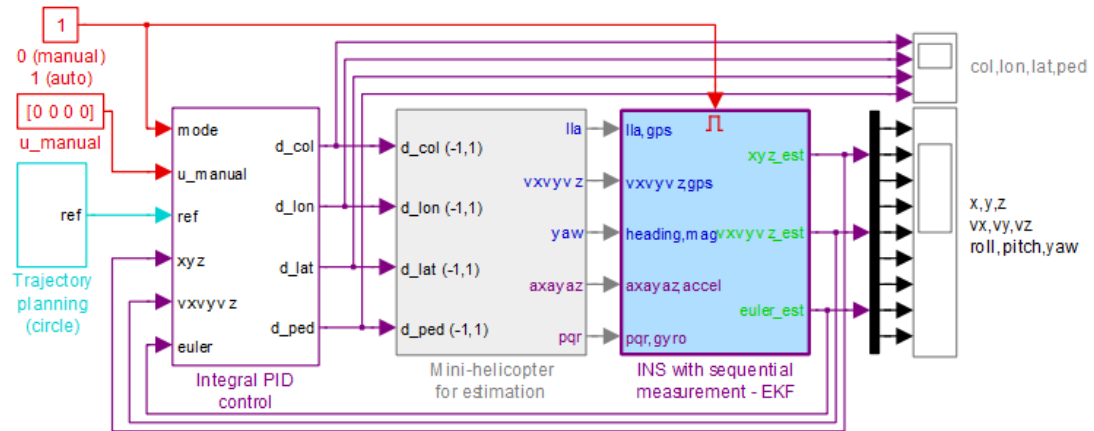 1
0 (manual)
1 (auto)
[0 0 0 0]
u_manual
ref
Trajectory
planning
(circle)
mode
u_manual
ref
xyz
vxvyvz
euler
d_col
d_lon
d_lat
d_ped
Integral PID
control
d_col (-1,1)
d_lon (-1,1)
d_lat (-1,1)
d_ped (-1,1)
lla
vxvyvz
yaw
axayaz
pqr
Mini-helicopter
for estimation
lla,gps
vxvyvz,gps
heading,mag
axayaz,accel
pqr,gyro
xyz_est
vxvyvz_est
euler_est
INS with sequential
measurement - EKF
col,lon,lat,ped
x,y,z
vx,vy,vz
roll,pitch,yaw